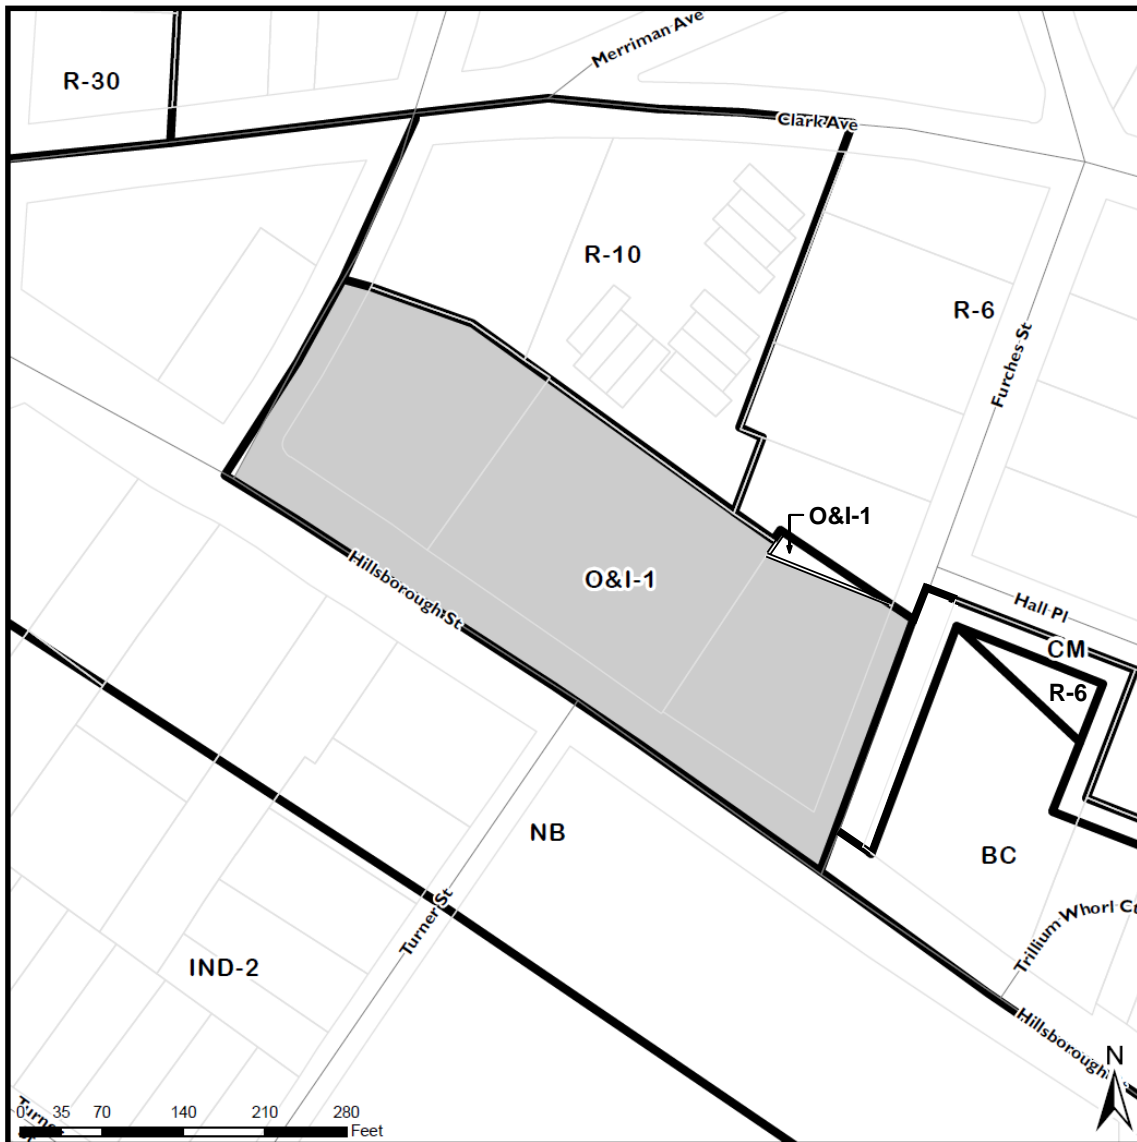 Merriman Ave
R-30
Clark Ave
R-10
R-6
Furches St
O&I-1
O&I-1
Hillsborough St
Hall Pl
CM
R-6
NB
BC
Turner St
Trillium Whorl Ct
IND-2
Hillsborough
N
Turner St
0 35 70 140 210 280
Feet